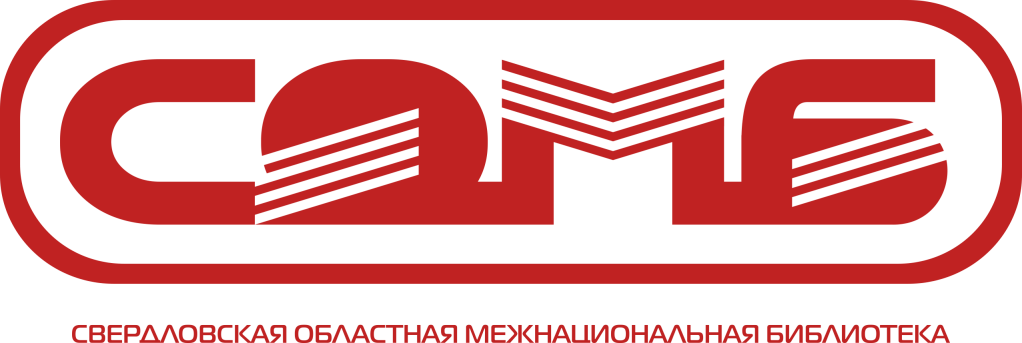 СОМБ
СВЕРДЛОВСКАЯ ОБЛАСТНАЯ МЕЖНАЦИОНАЛЬНАЯ БИБЛИОТЕКА